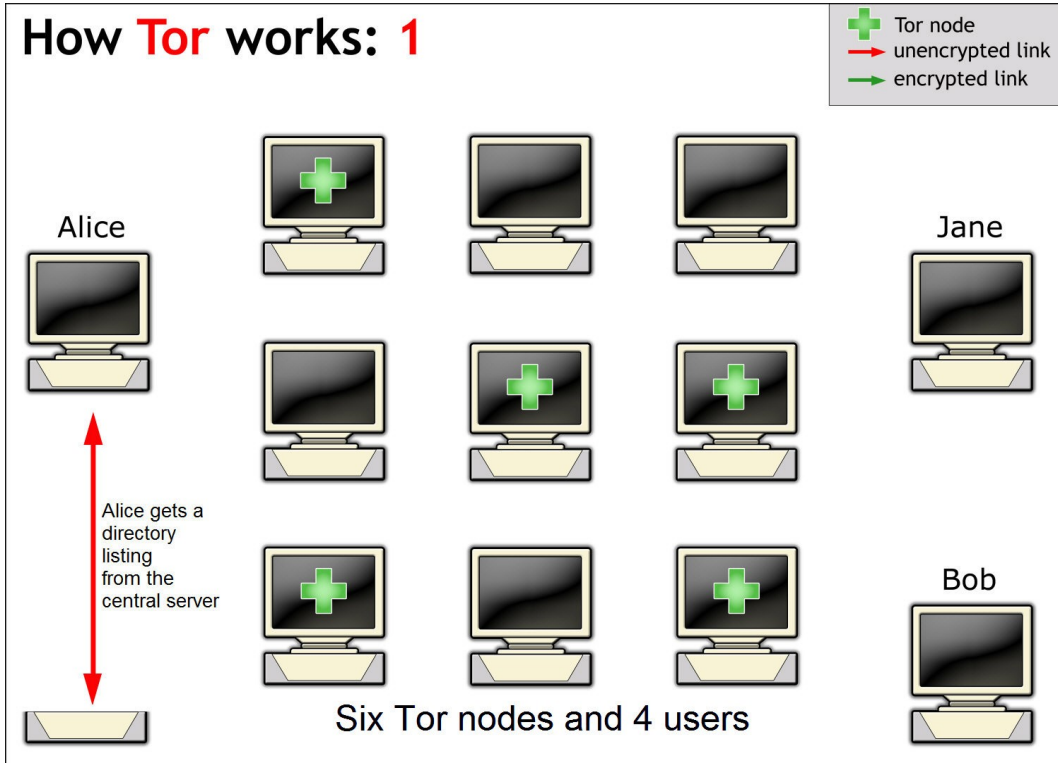 How Tor works: 1
Tor node
unencrypted link
encrypted link
Alice
Jane
Alice gets a
directory
listing
from the
central server
Bob
Six Tor nodes and 4 users